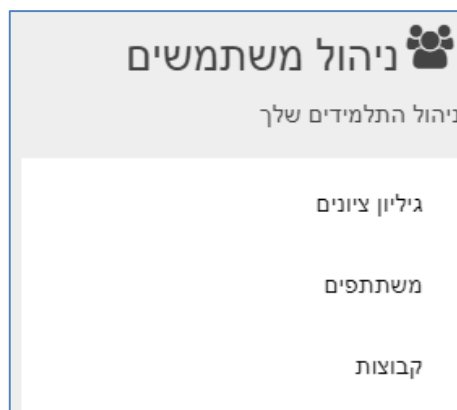 ניהול משתמשים
ניהול התלמידים שלך
גיליון ציונים
משתתפים
קבוצות